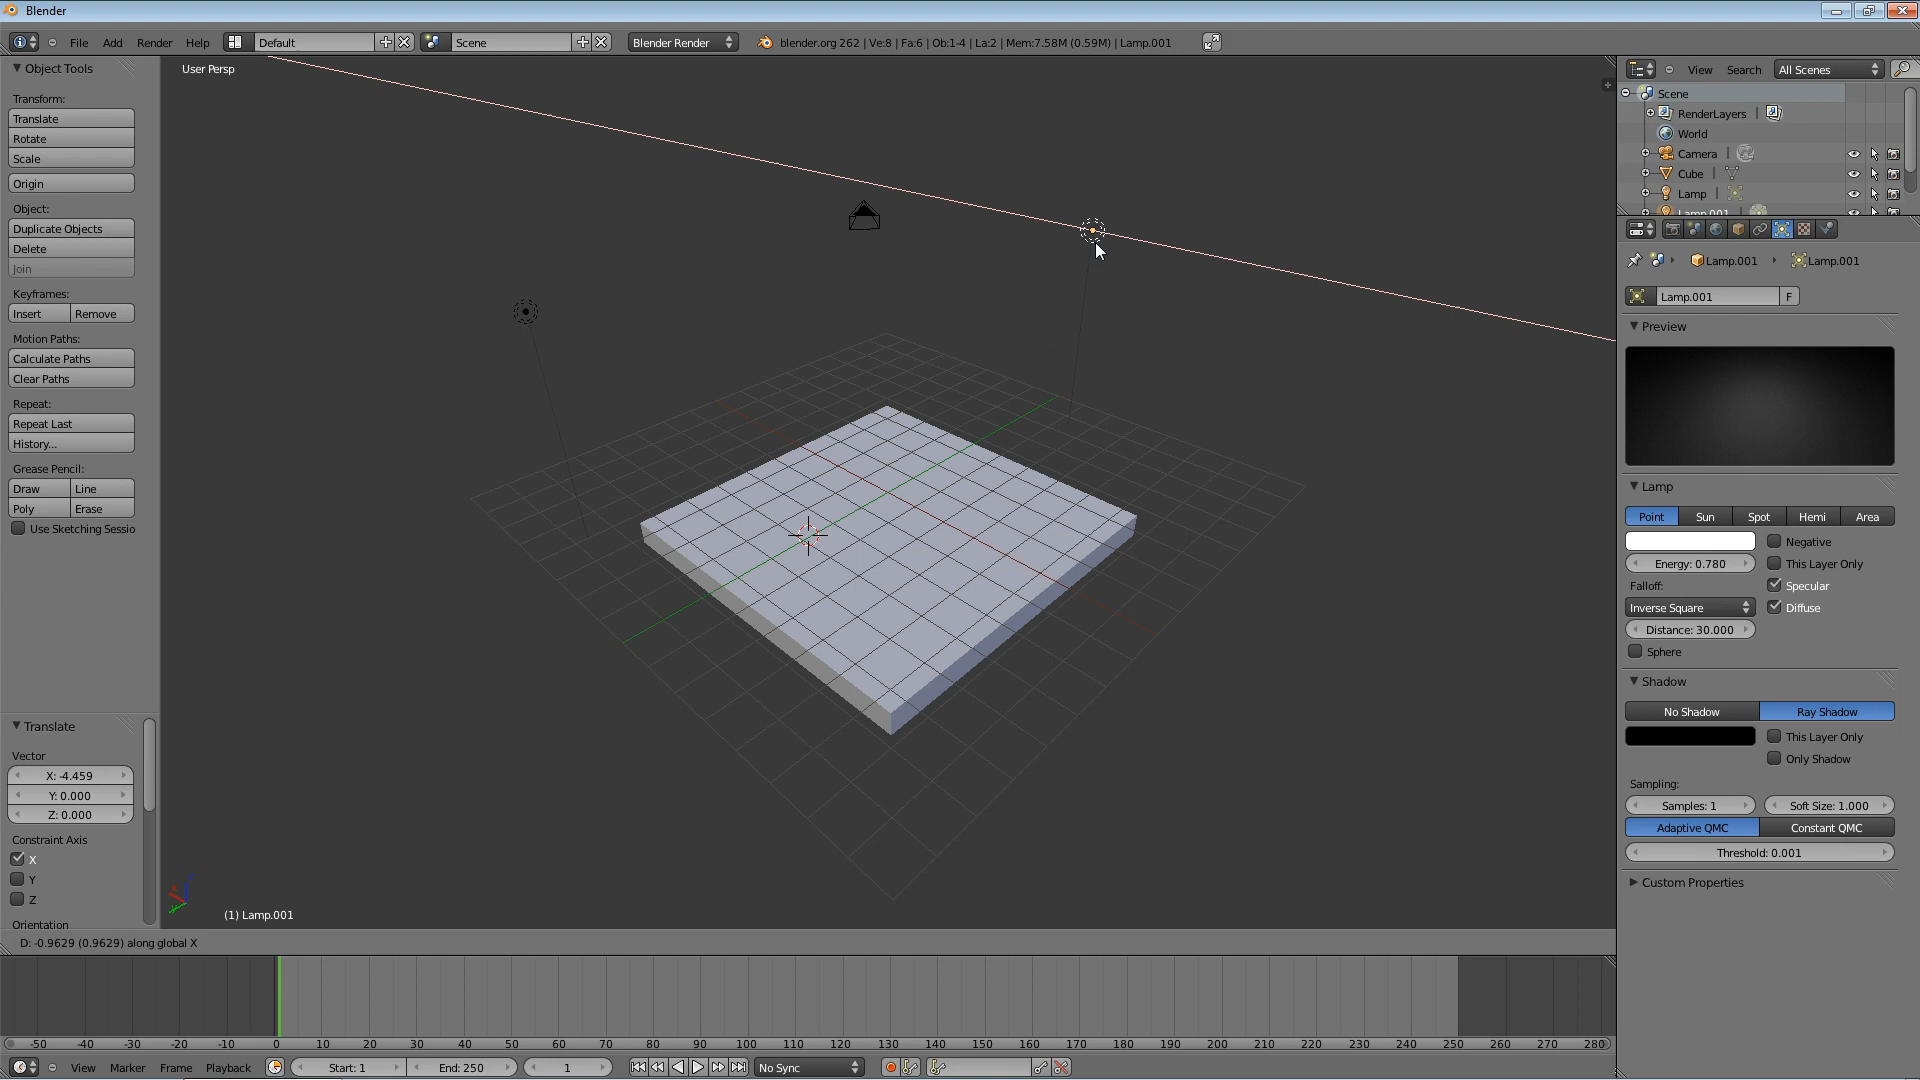 Blender
File Add Render Help Default Scene Blender Render blender.org 262 | Ve:8 | Fa:6 | Ob:1-4 | La:2 | Mem:7.58M (0.59M) | Lamp.001
Object Tools
Transform:
Translate
Rotate
Scale
Origin
Object:
Duplicate Objects
Delete
Join
Keyframes:
Insert Remove
Motion Paths:
Calculate Paths
Clear Paths
Repeat:
Repeat Last
History...
Grease Pencil:
Draw Line
Poly Erase
Use Sketching Sessio
Translate
Vector
X: -4.459
Y: 0.000
Z: 0.000
Constraint Axis
X
Y
Z
Orientation
User Persp
(1) Lamp.001
D: -0.9629 (0.9629) along global X
View Search All Scenes
Scene
RenderLayers
World
Camera
Cube
Lamp
Lamp.001
Lamp.001 Lamp.001
Lamp.001 F
Preview
Lamp
Point Sun Spot Hemi Area
Negative
Energy: 0.780 This Layer Only
Falloff: Specular
Inverse Square Diffuse
Distance: 30.000
Sphere
Shadow
No Shadow Ray Shadow
This Layer Only
Only Shadow
Sampling:
Samples: 1 Soft Size: 1.000
Adaptive QMC Constant QMC
Threshold: 0.001
Custom Properties
-50 -40 -30 -20 -10 0 10 20 30 40 50 60 70 80 90 100 110 120 130 140 150 160 170 180 190 200 210 220 230 240 250 260 270 280
View Marker Frame Playback Start: 1 End: 250 1 No Sync